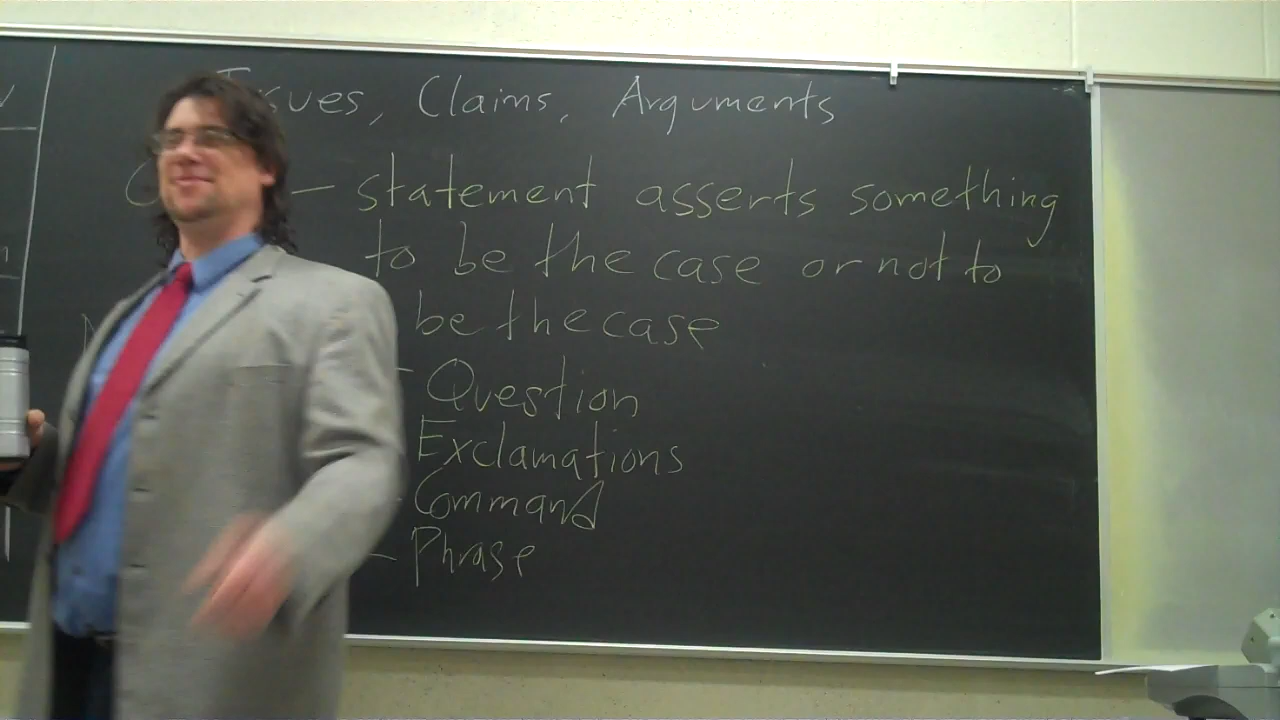 Issues, Claims, Arguments
— statement asserts something
to be the case or not to
be the case
- Question
Exclamations
- Command
- Phrase